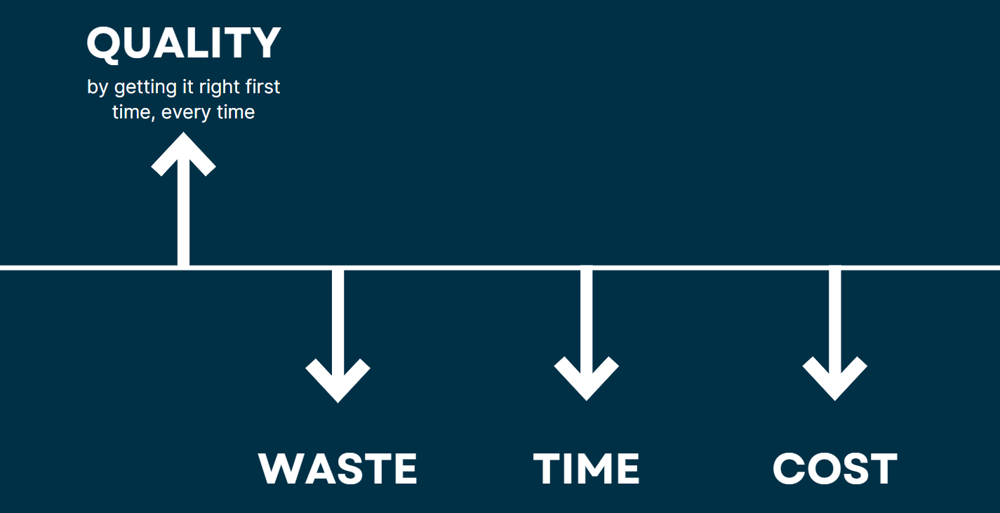 QUALITY
by getting it right first
time, every time
WASTE
TIME
COST